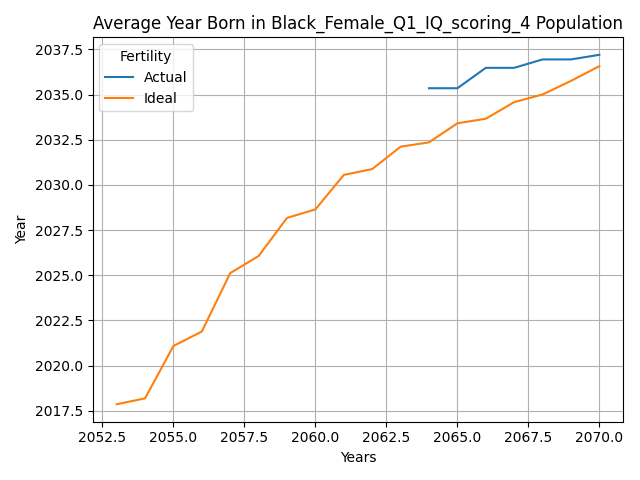 Average Year Born in Black_Female_Q1_IQ_scoring_4 Population
2037.5
2035.0
2032.5
2030.0
2027.5
2025.0
2022.5
2020.0
2017.5
Year
Fertility
Actual
Ideal
2052.5 2055.0 2057.5 2060.0 2062.5 2065.0 2067.5 2070.0
Years